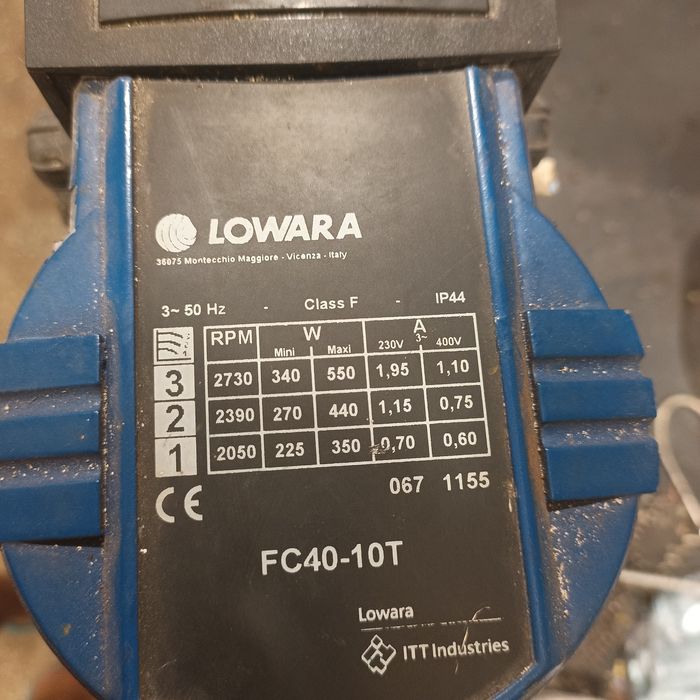 LOWARA
36075 Montecchio Maggiore - Vicenza - Italy
3~ 50 Hz - Class F - IP44
RPM W A
Mini Maxi 230V 3~ 400V
3 2730 340 550 1,95 1,10
2 2390 270 440 1,15 0,75
1 2050 225 350 0,70 0,60
CE 067 1155
FC40-10T
Lowara
ITT Industries